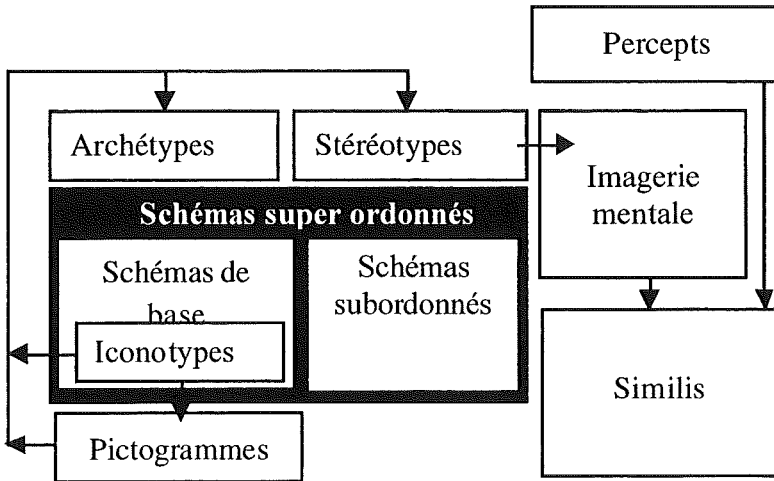 Percepts
Archétypes
Stéréotypes
Imagerie
mentale
Schémas super ordonnés
Schémas de
base
Schémas
subordonnés
Iconotypes
Similis
Pictogrammes